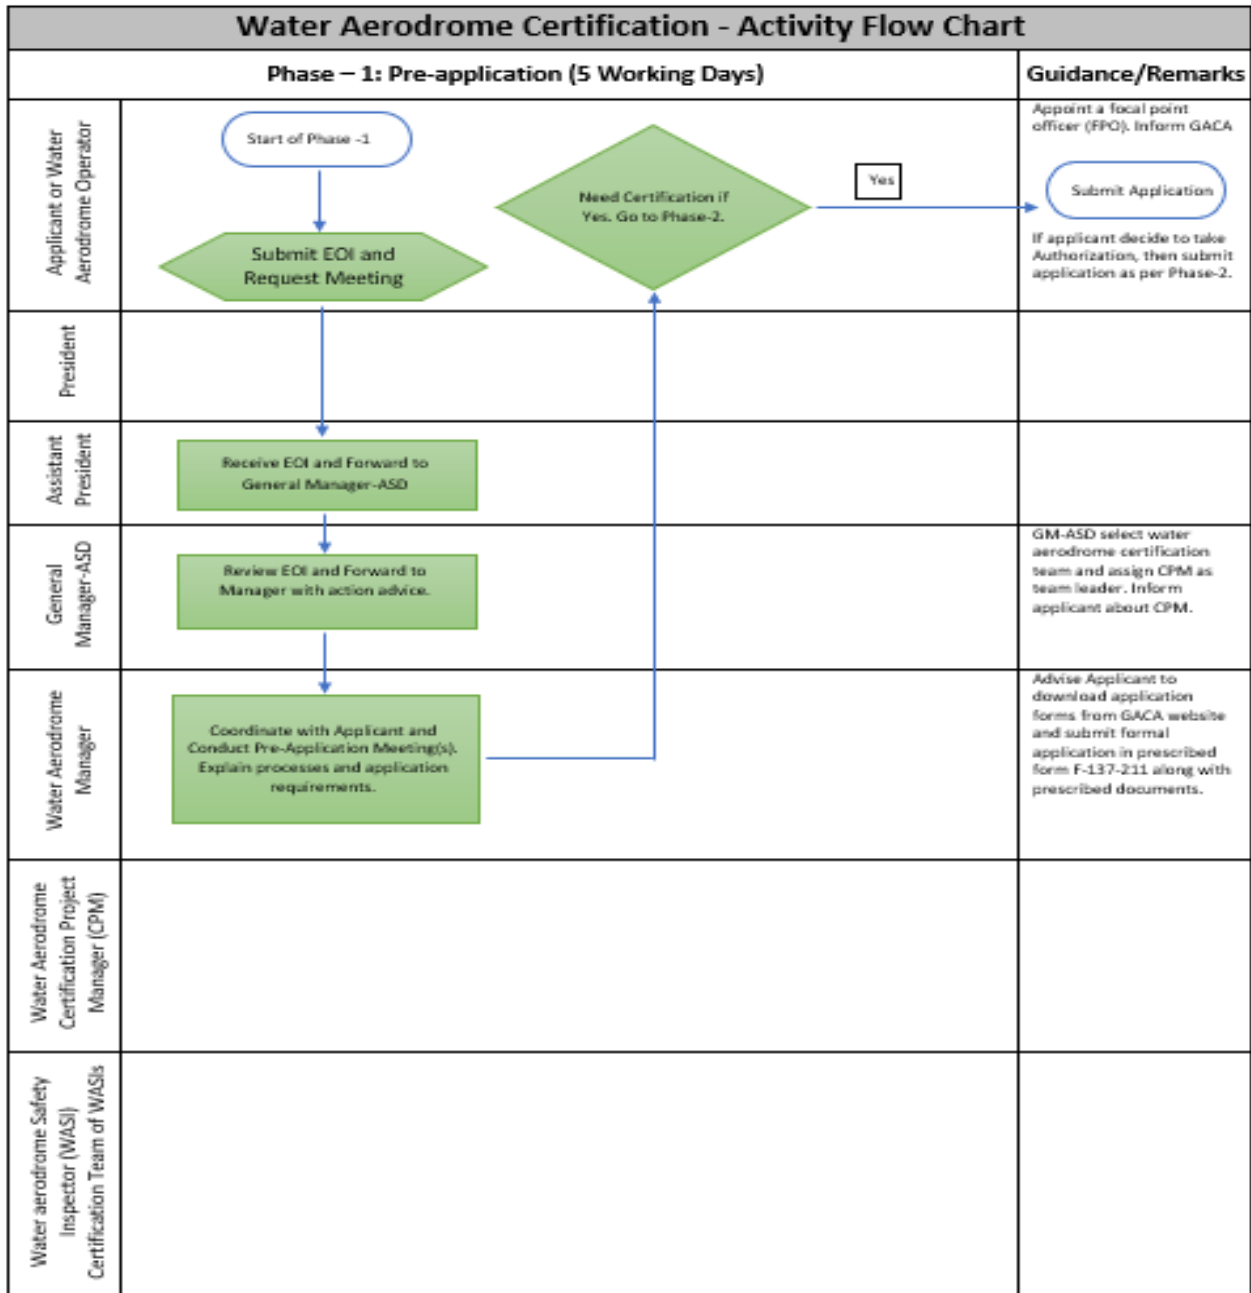 Water Aerodrome Certification - Activity Flow Chart
Phase – 1: Pre-application (5 Working Days)
Guidance/Remarks
Applicant or Water
Aerodrome Operator
Start of Phase -1
Submit EOI and
Request Meeting
Need Certification if
Yes. Go to Phase-2.
Yes
Appoint a focal point
officer (FPO). Inform GACA
Submit Application
If applicant decide to take
Authorization, then submit
application as per Phase-2.
President
Assistant
President
Receive EOI and Forward to
General Manager-ASD
General
Manager-ASD
Review EOI and Forward to
Manager with action advice.
GM-ASD select water
aerodrome certification
team and assign CPM as
team leader. Inform
applicant about CPM.
Water Aerodrome
Manager
Coordinate with Applicant and
Conduct Pre-Application Meeting(s).
Explain processes and application
requirements.
Advise Applicant to
download application
forms from GACA website
and submit formal
application in prescribed
form F-137-211 along with
prescribed documents.
Water Aerodrome
Certification Project
Manager (CPM)
Water aerodrome Safety
Inspector (WASI)
Certification Team of WASIs